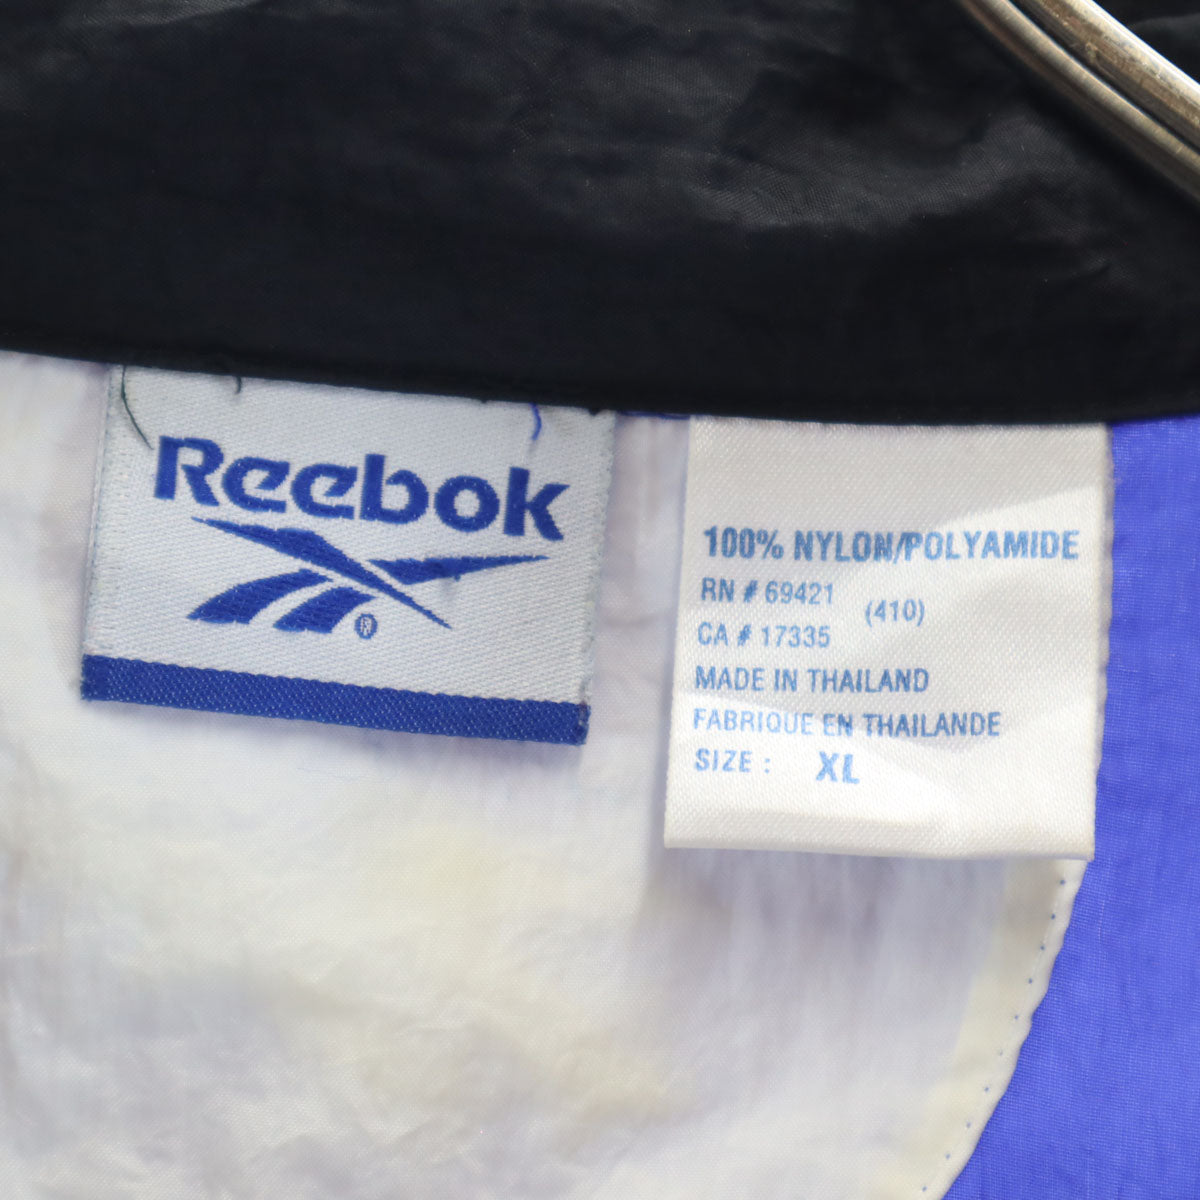 Reebok
®
100% NYLON/POLYAMIDE
RN # 69421 (410)
CA # 17335
MADE IN THAILAND
FABRIQUE EN THAILANDE
SIZE : XL